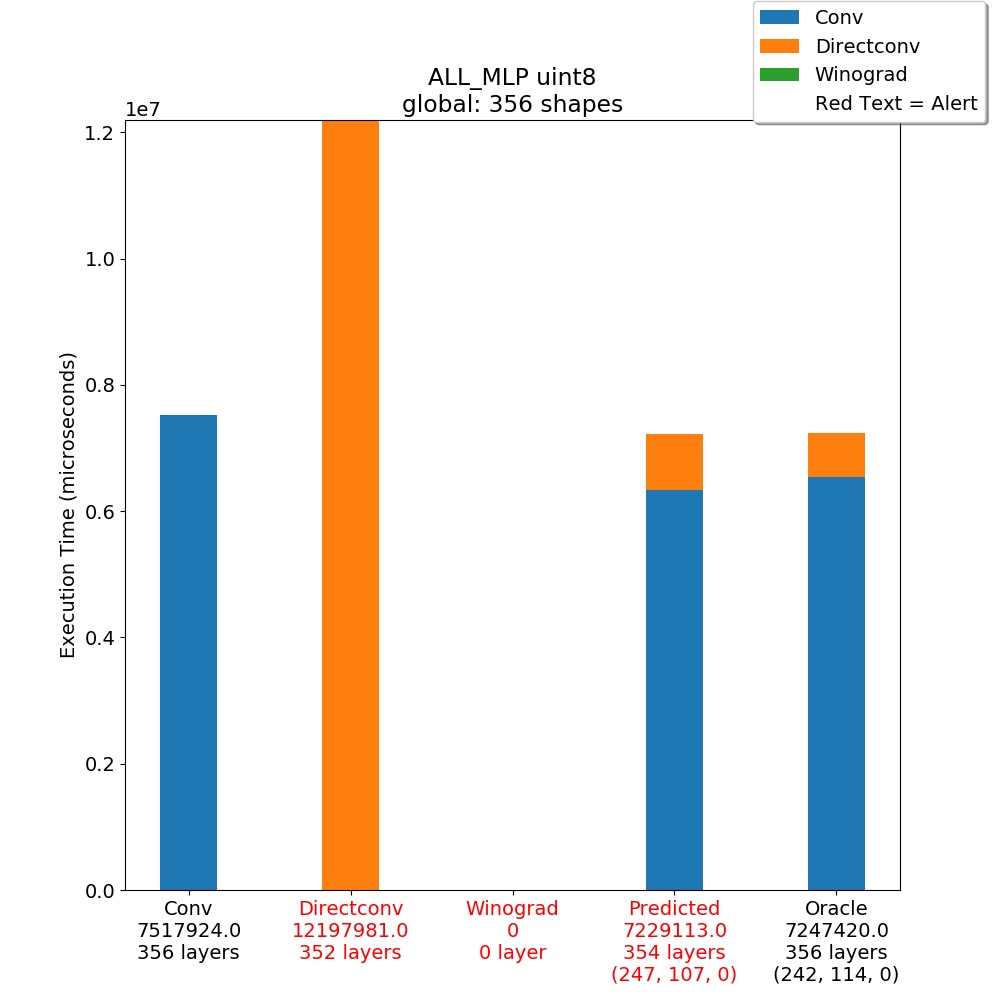 Conv
Directconv
Winograd
Red Text = Alert
ALL_MLP uint8
global: 356 shapes
1e7
1.2
1.0
0.8
0.6
0.4
0.2
0.0
Execution Time (microseconds)
Conv
7517924.0
356 layers
Directconv
12197981.0
352 layers
Winograd
0
0 layer
Predicted
7229113.0
354 layers
(247, 107, 0)
Oracle
7247420.0
356 layers
(242, 114, 0)